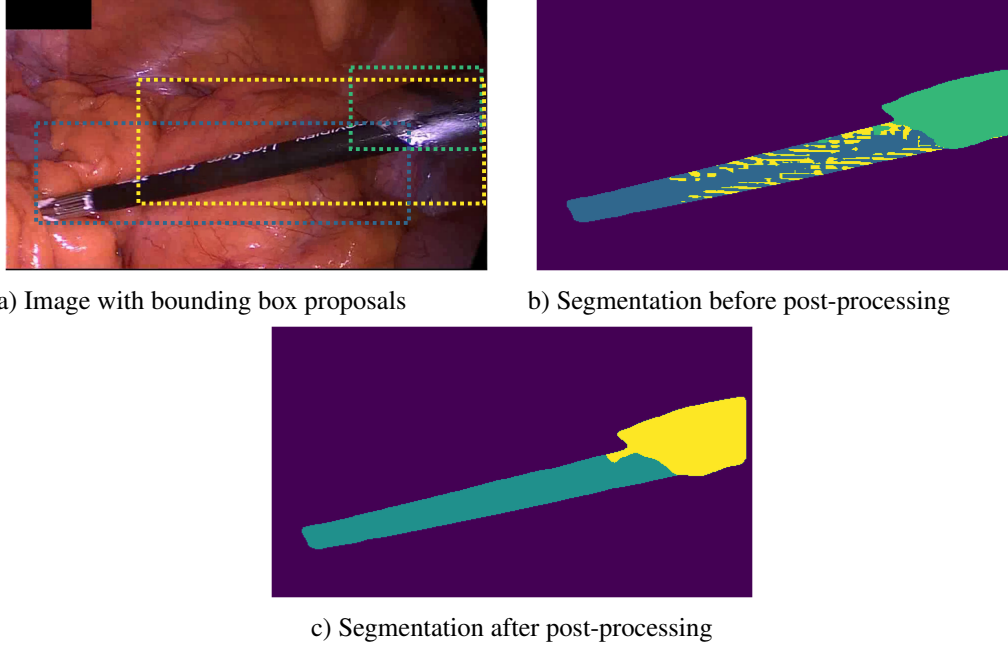 a) Image with bounding box proposals
b) Segmentation before post-processing
c) Segmentation after post-processing